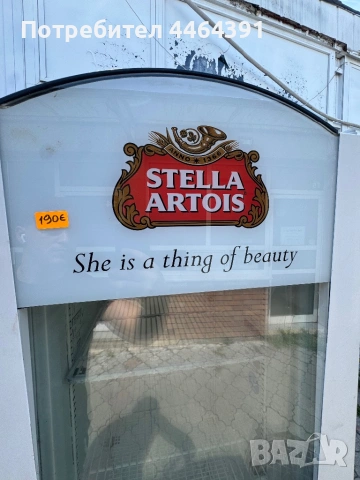 Потребител 4464391
ANNO 1366
STELLA
ARTOIS
190€
She is a thing of beauty
BAZAR